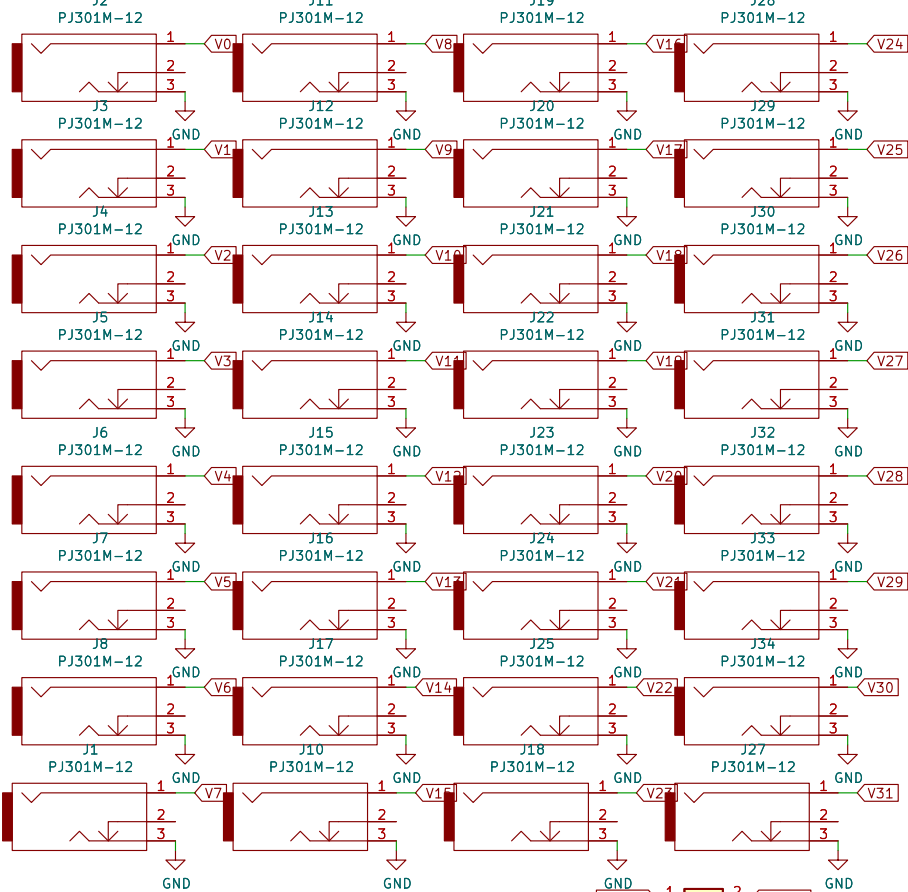 J2 J11 J19 J28
PJ301M-12 PJ301M-12 PJ301M-12 PJ301M-12
1 V0 1 V8 1 V16 1 V24
2 2 2 2
3 3 3 3
GND GND GND GND
J3 J12 J20 J29
PJ301M-12 PJ301M-12 PJ301M-12 PJ301M-12
1 V1 1 V9 1 V17 1 V25
2 2 2 2
3 3 3 3
GND GND GND GND
J4 J13 J21 J30
PJ301M-12 PJ301M-12 PJ301M-12 PJ301M-12
1 V2 1 V10 1 V18 1 V26
2 2 2 2
3 3 3 3
GND GND GND GND
J5 J14 J22 J31
PJ301M-12 PJ301M-12 PJ301M-12 PJ301M-12
1 V3 1 V11 1 V19 1 V27
2 2 2 2
3 3 3 3
GND GND GND GND
J6 J15 J23 J32
PJ301M-12 PJ301M-12 PJ301M-12 PJ301M-12
1 V4 1 V12 1 V20 1 V28
2 2 2 2
3 3 3 3
GND GND GND GND
J7 J16 J24 J33
PJ301M-12 PJ301M-12 PJ301M-12 PJ301M-12
1 V5 1 V13 1 V21 1 V29
2 2 2 2
3 3 3 3
GND GND GND GND
J8 J17 J25 J34
PJ301M-12 PJ301M-12 PJ301M-12 PJ301M-12
1 V6 1 V14 1 V22 1 V30
2 2 2 2
3 3 3 3
GND GND GND GND
J1 J10 J18 J27
PJ301M-12 PJ301M-12 PJ301M-12 PJ301M-12
1 V7 1 V15 1 V23 1 V31
2 2 2 2
3 3 3 3
GND GND GND GND
1 2